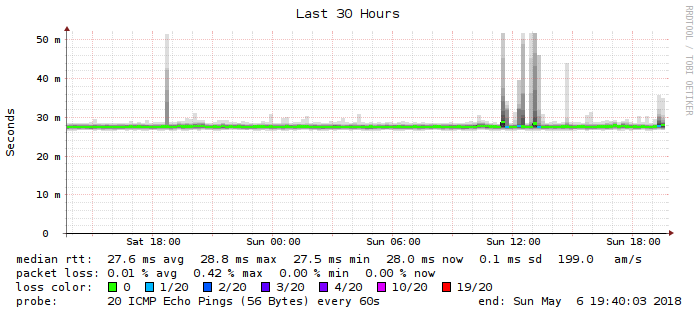 Last 30 Hours
RRDTOOL / TOBI OETIKER
Seconds
50 m
40 m
30 m
20 m
10 m
0
Sat 18:00 Sun 00:00 Sun 06:00 Sun 12:00 Sun 18:00
median rtt: 27.6 ms avg 28.8 ms max 27.5 ms min 28.0 ms now 0.1 ms sd 199.0 am/s
packet loss: 0.01 % avg 0.42 % max 0.00 % min 0.00 % now
loss color: 0 1/20 2/20 3/20 4/20 10/20 19/20
probe: 20 ICMP Echo Pings (56 Bytes) every 60s end: Sun May 6 19:40:03 2018